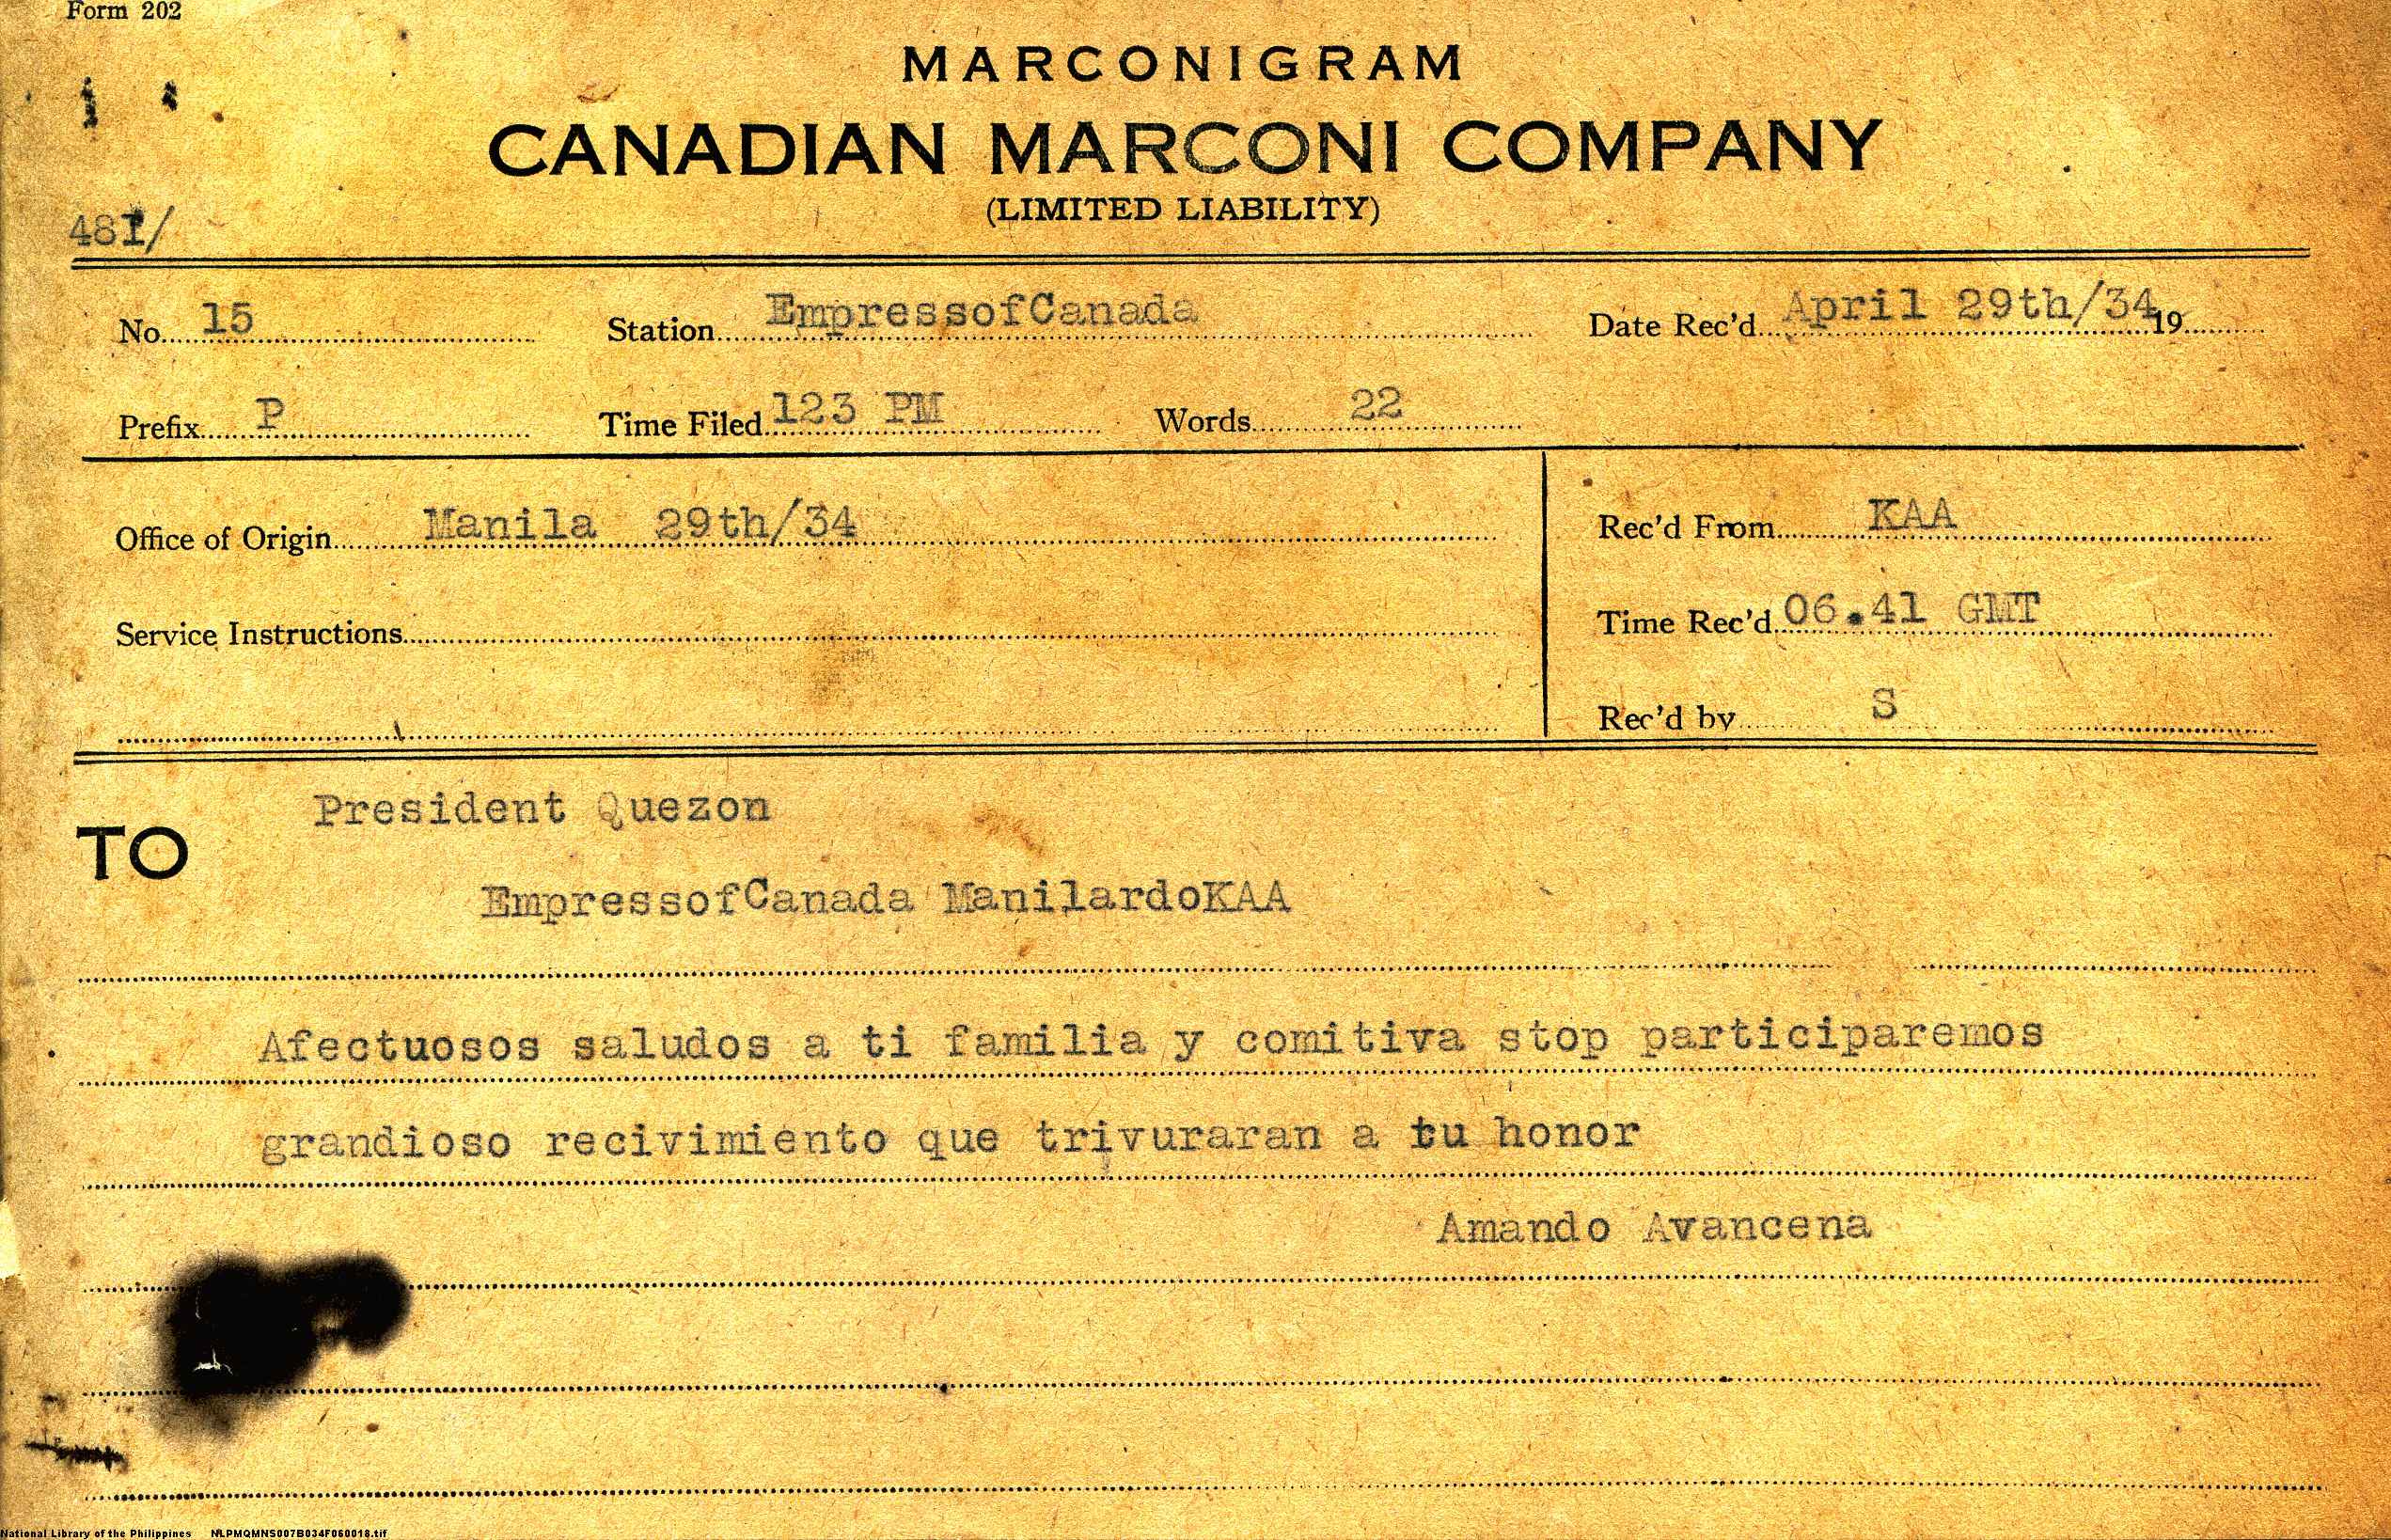 Form 202
MARCONIGRAM
CANADIAN MARCONI COMPANY
(LIMITED LIABILITY)
481/
No. 15 Station EmpressofCanada Date Rec'd April 29th/34 19
Prefix P Time Filed 123 PM Words 22
Office of Origin Manila 29th/34 Rec'd From KAA
Service Instructions Time Rec'd 06.41 GMT
Rec'd by S
TO President Quezon
EmpressofCanada ManilardoKAA
Afectuosos saludos a ti familia y comitiva stop participaremos
grandioso recivimiento que trivuraran a tu honor
Amando Avancena
National Library of the Philippines NLPMQMNS007B034F060018.tif